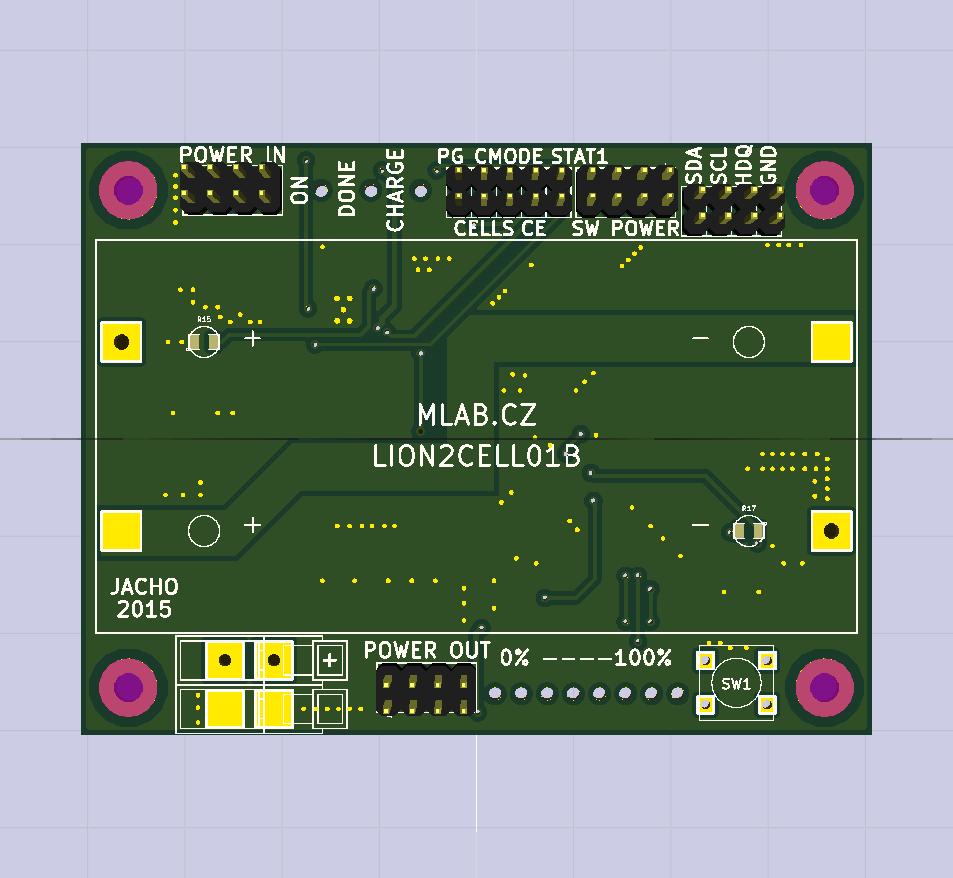 POWER IN
ON
DONE
CHARGE
PG CMODE STAT1
SDA
SCL
HDQ
GND
CELLS CE
SW POWER
R15
+
−
MLAB.CZ
LION2CELL01B
+
−
R17
JACHO
2015
POWER OUT
0% ----100%
+
SW1